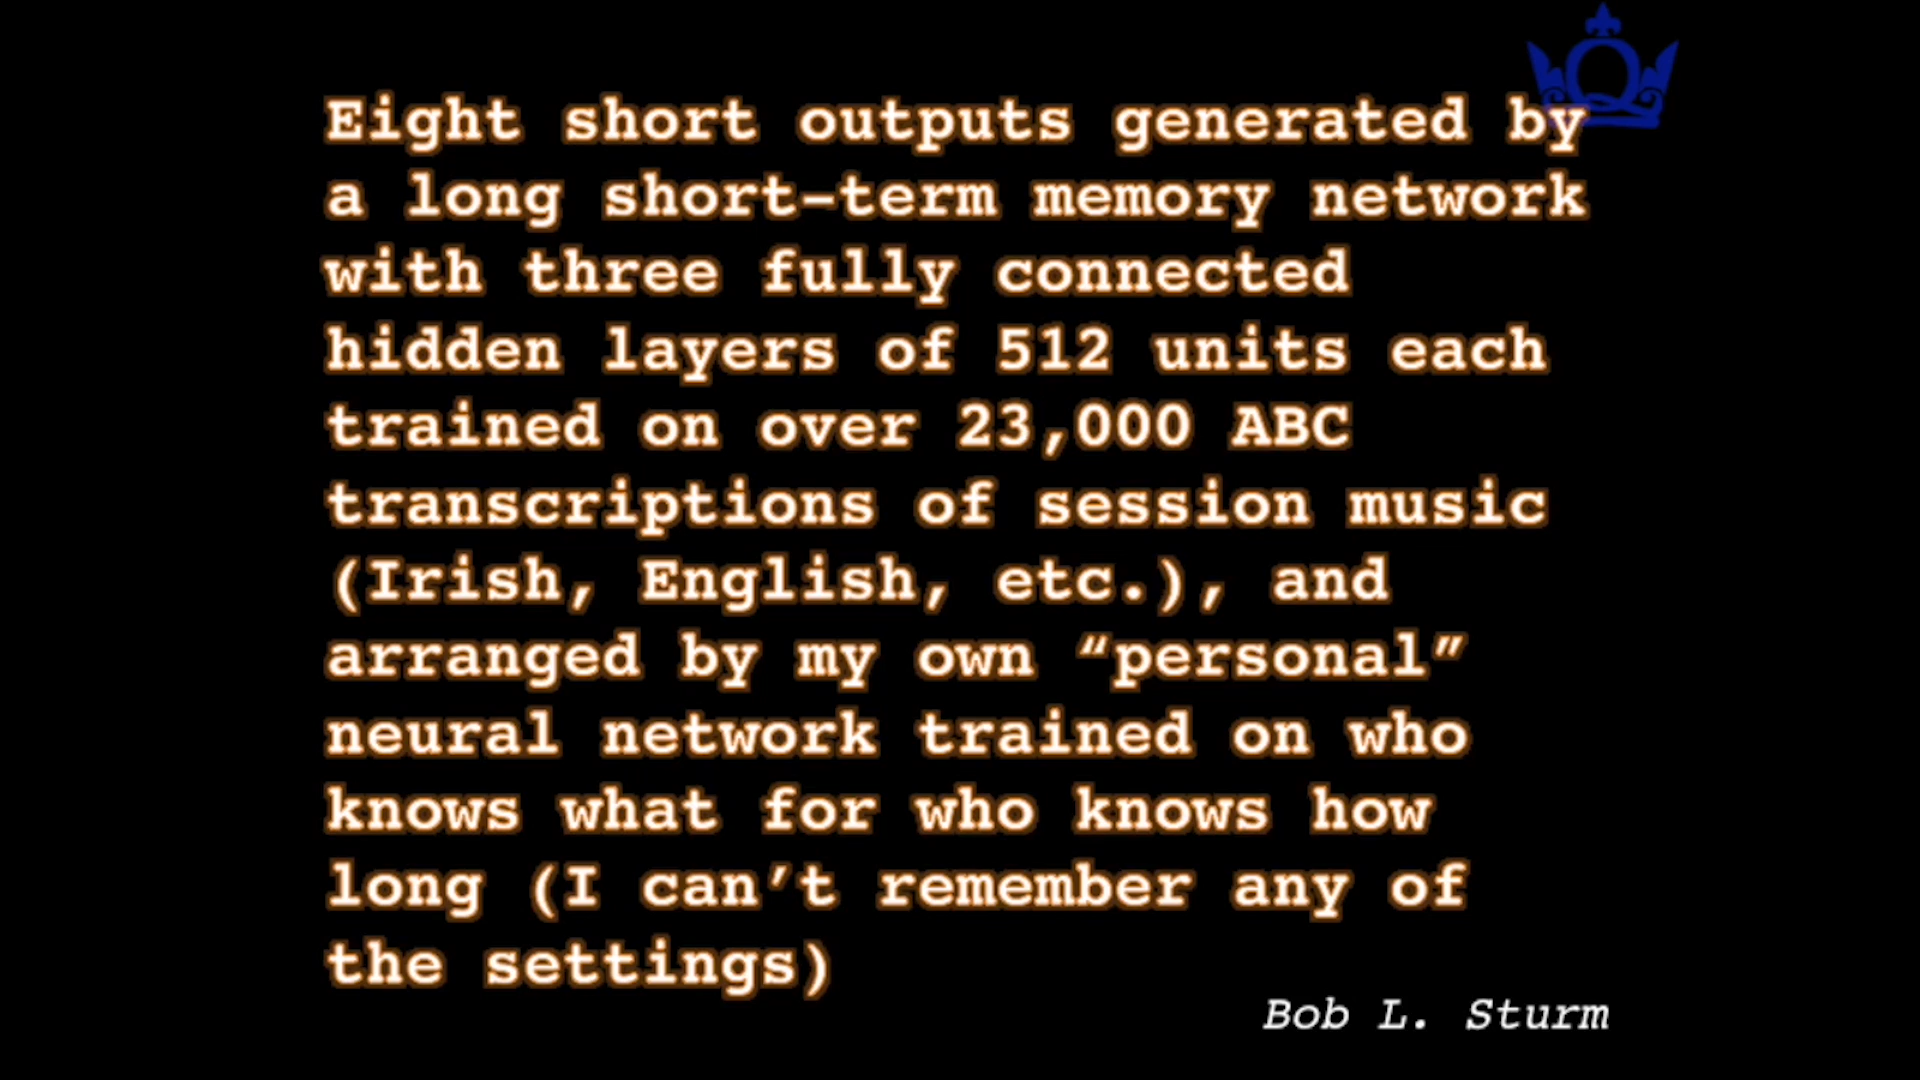 Eight short outputs generated by
a long short-term memory network
with three fully connected
hidden layers of 512 units each
trained on over 23,000 ABC
transcriptions of session music
(Irish, English, etc.), and
arranged by my own “personal”
neural network trained on who
knows what for who knows how
long (I can’t remember any of
the settings)
Bob L. Sturm